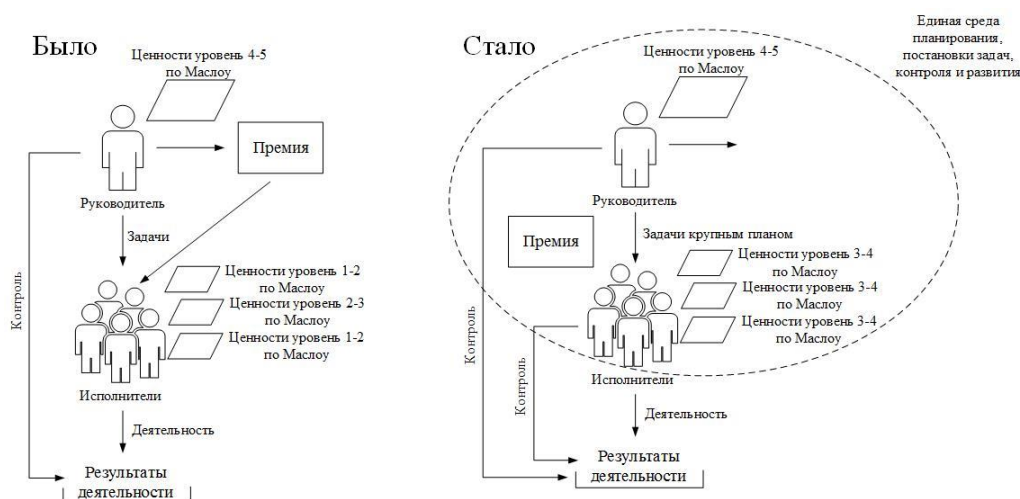 Было
Ценности уровень 4-5
по Маслоу
Премия
Руководитель
Задачи
Ценности уровень 1-2
по Маслоу
Ценности уровень 2-3
по Маслоу
Ценности уровень 1-2
по Маслоу
Контроль
Исполнители
Деятельность
Результаты
деятельности
Стало
Ценности уровень 4-5
по Маслоу
Единая среда
планирования,
постановки задач,
контроля и развития
Руководитель
Премия
Задачи крупным планом
Ценности уровень 3-4
по Маслоу
Ценности уровень 3-4
по Маслоу
Ценности уровень 3-4
по Маслоу
Контроль
Контроль
Исполнители
Деятельность
Результаты
деятельности